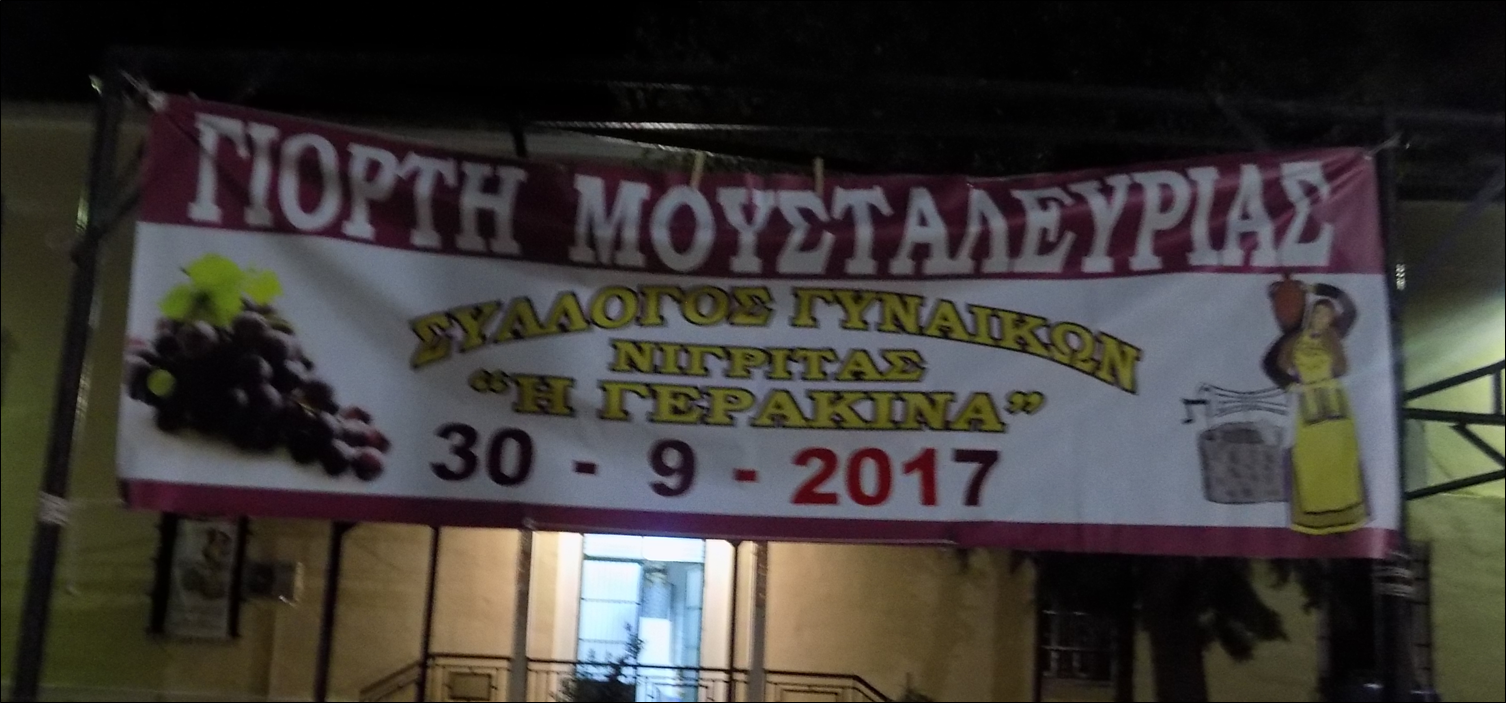 ΓΙΟΡΤΗ ΜΟΥΣΤΑΛΕΥΡΙΑΣ
ΣΥΛΛΟΓΟΣ ΓΥΝΑΙΚΩΝ
ΝΙΓΡΙΤΑΣ
“Η ΓΕΡΑΚΙΝΑ”
30 - 9 - 2017